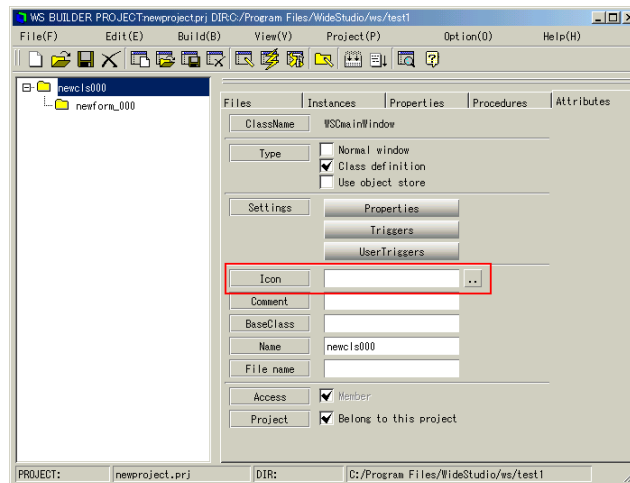 WS BUILDER PROJECT:newproject.prj DIR:C:/Program Files/WideStudio/ws/test1
File(F) Edit(E) Build(B) View(V) Project(P) Option(O) Help(H)
newcls000
newform_000
Files Instances Properties Procedures Attributes
ClassName WSCmainWindow
Type Normal window
Class definition
Use object store
Settings Properties
Triggers
UserTriggers
Icon ..
Comment
BaseClass
Name newcls000
File name
Access Member
Project Belong to this project
PROJECT: newproject.prj DIR: C:/Program Files/WideStudio/ws/test1